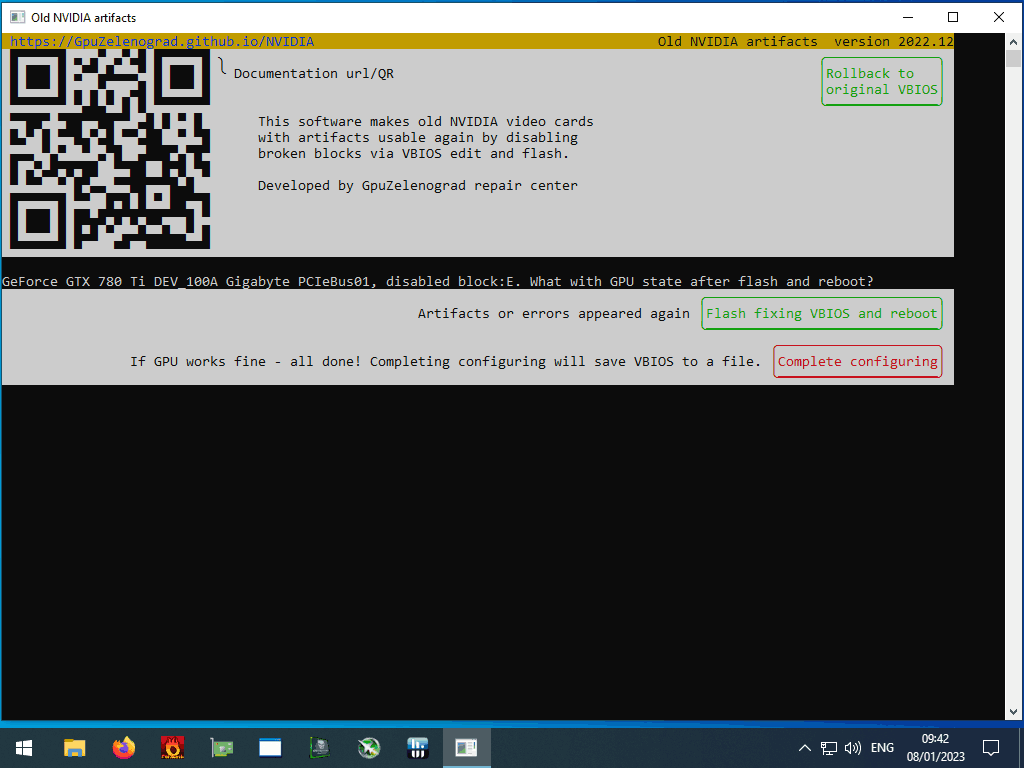 Old NVIDIA artifacts
https://GpuZelenograd.github.io/NVIDIA Old NVIDIA artifacts version 2022.12
Documentation url/QR
Rollback to
original VBIOS
This software makes old NVIDIA video cards
with artifacts usable again by disabling
broken blocks via VBIOS edit and flash.
Developed by GpuZelenograd repair center
GeForce GTX 780 Ti DEV_100A Gigabyte PCIeBus01, disabled block:E. What with GPU state after flash and reboot?
Artifacts or errors appeared again Flash fixing VBIOS and reboot
If GPU works fine - all done! Completing configuring will save VBIOS to a file. Complete configuring
ENG
09:42
08/01/2023